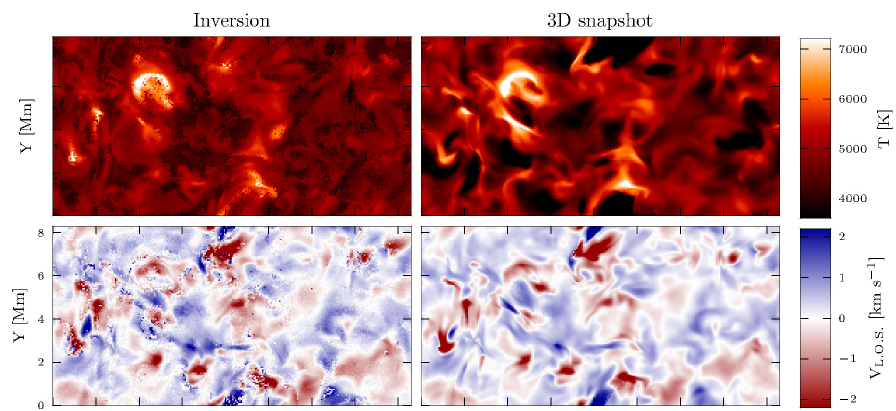 Inversion 3D snapshot
7000
6000
5000
4000
T [K]
Y [Mm]
8
6
4
2
0
Y [Mm]
2
1
0
−1
−2
V_L.O.S. [km s⁻¹]